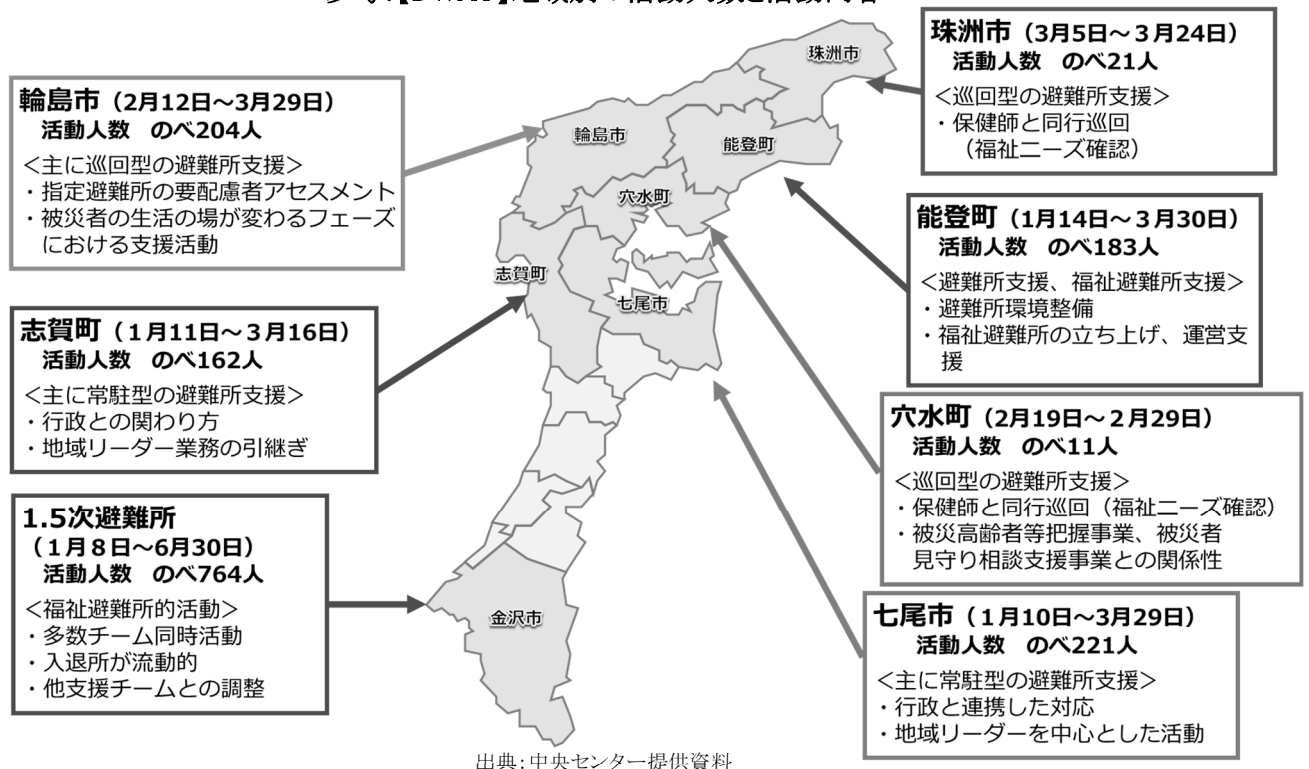 珠洲市（3月5日～３月24日）
活動人数　のべ21人
＜巡回型の避難所支援＞
・保健師と同行巡回
（福祉ニーズ確認）
輪島市（2月12日～3月29日）
活動人数　のべ204人
＜主に巡回型の避難所支援＞
・指定避難所の要配慮者アセスメント
・被災者の生活の場が変わるフェーズ
における支援活動
珠洲市
輪島市
能登町
穴水町
志賀町
七尾市
金沢市
能登町（1月14日～３月30日）
活動人数　のべ183人
＜避難所支援、福祉避難所支援＞
・避難所環境整備
・福祉避難所の立ち上げ、運営支
援
志賀町（１月11日～３月16日）
活動人数　のべ162人
＜主に常駐型の避難所支援＞
・行政との関わり方
・地域リーダー業務の引継ぎ
穴水町（2月19日～２月29日）
活動人数　のべ11人
＜巡回型の避難所支援＞
・保健師と同行巡回（福祉ニーズ確認）
・被災高齢者等把握事業、被災者
見守り相談支援事業との関係性
1.5次避難所
（１月８日～6月30日）
活動人数　のべ764人
＜福祉避難所的活動＞
・多数チーム同時活動
・入退所が流動的
・他支援チームとの調整
七尾市（１月10日～3月29日）
活動人数　のべ221人
＜主に常駐型の避難所支援＞
・行政と連携した対応
・地域リーダーを中心とした活動
出典：中央センター提供資料